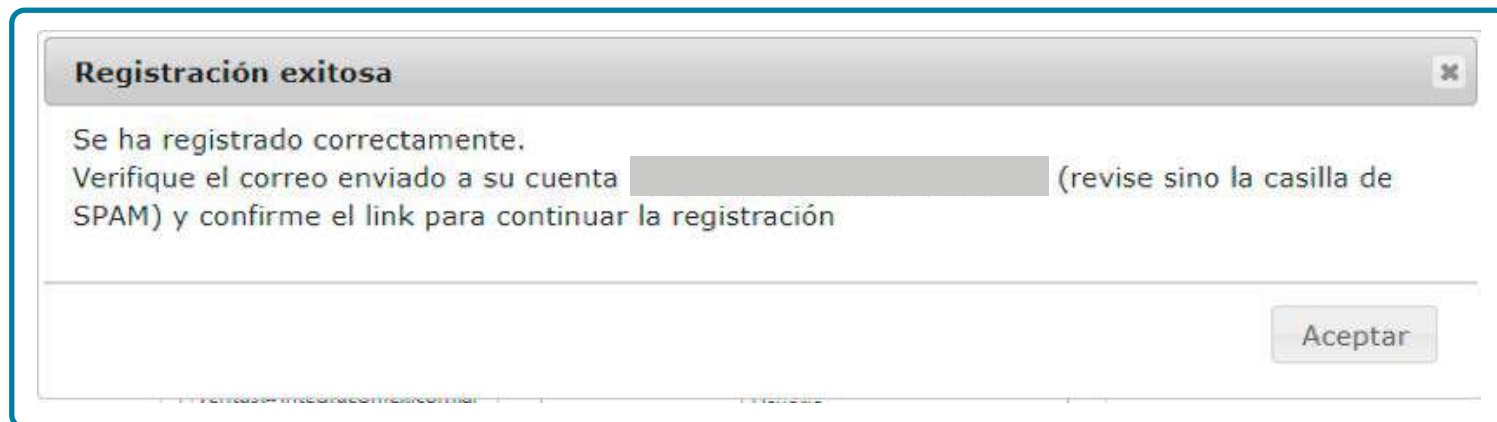 Registración exitosa
Se ha registrado correctamente.
Verifique el correo enviado a su cuenta (revise sino la casilla de
SPAM) y confirme el link para continuar la registración
Aceptar